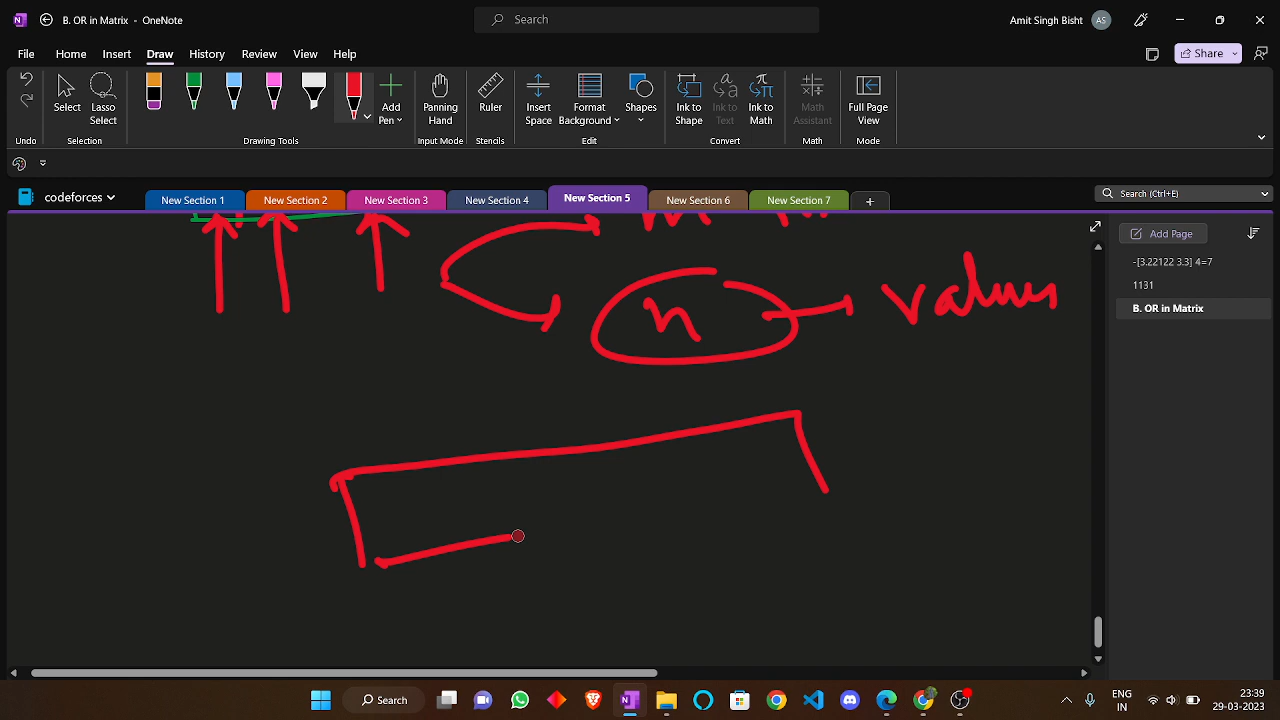 B. OR in Matrix - OneNote
Search
Amit Singh Bisht
AS
File Home Insert Draw History Review View Help
Share
Select
Lasso Select
Add Pen
Panning Hand
Ruler
Insert Space
Format Background
Shapes
Ink to Shape
Ink to Text
Ink to Math
Math Assistant
Full Page View
Undo
Selection
Drawing Tools
Input Mode
Stencils
Edit
Convert
Math
Mode
codeforces
New Section 1
New Section 2
New Section 3
New Section 4
New Section 5
New Section 6
New Section 7
Search (Ctrl+E)
Add Page
-[3.22122 3.3] 4=7
1131
B. OR in Matrix
n
values
Search
ENG
IN
23:39
29-03-2023